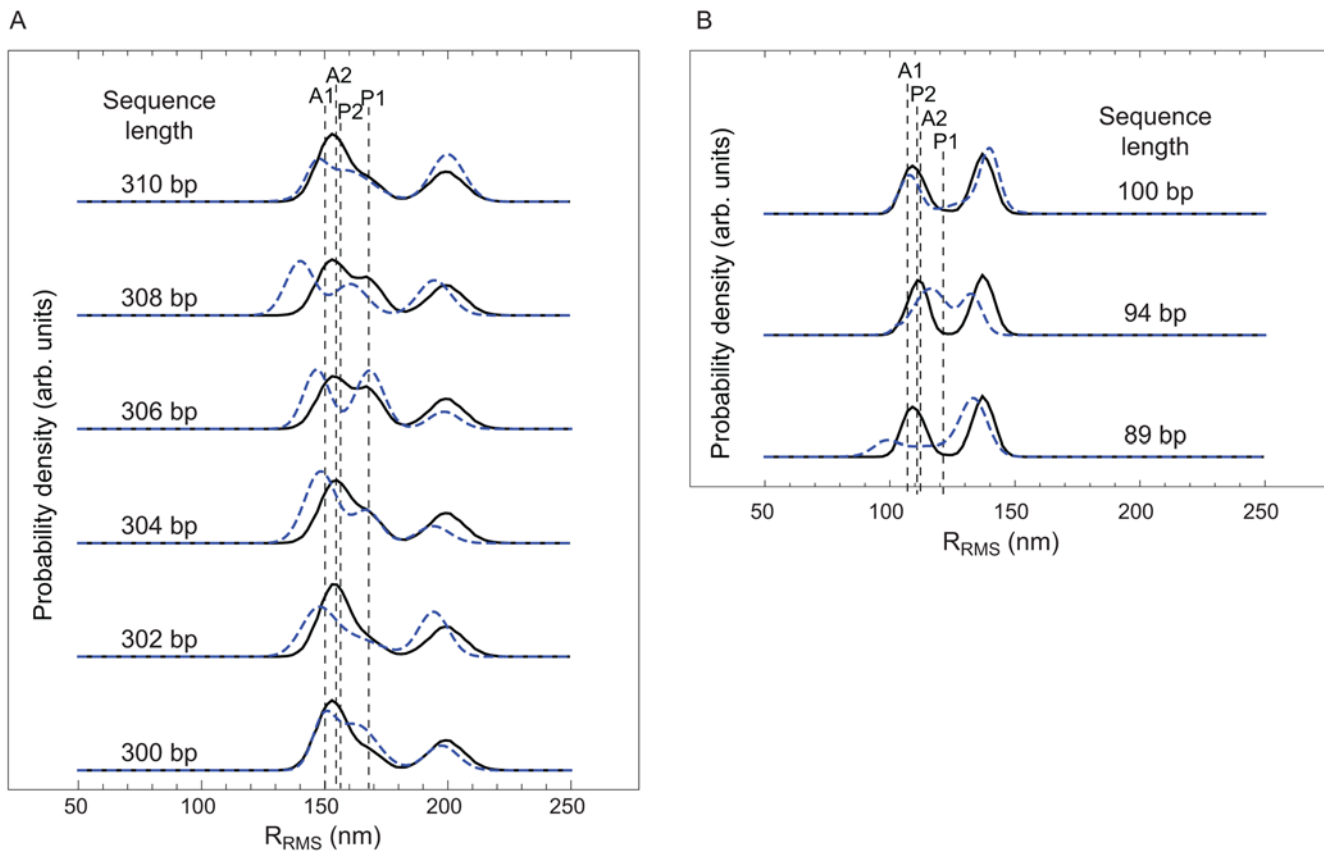 A
Sequence
length
A1
A2
P2
P1
310 bp
308 bp
306 bp
304 bp
302 bp
300 bp
Probability density (arb. units)
50 100 150 200 250
RRMS (nm)
B
A1
P2
A2
P1
Sequence
length
100 bp
94 bp
89 bp
Probability density (arb. units)
50 100 150 200 250
RRMS (nm)